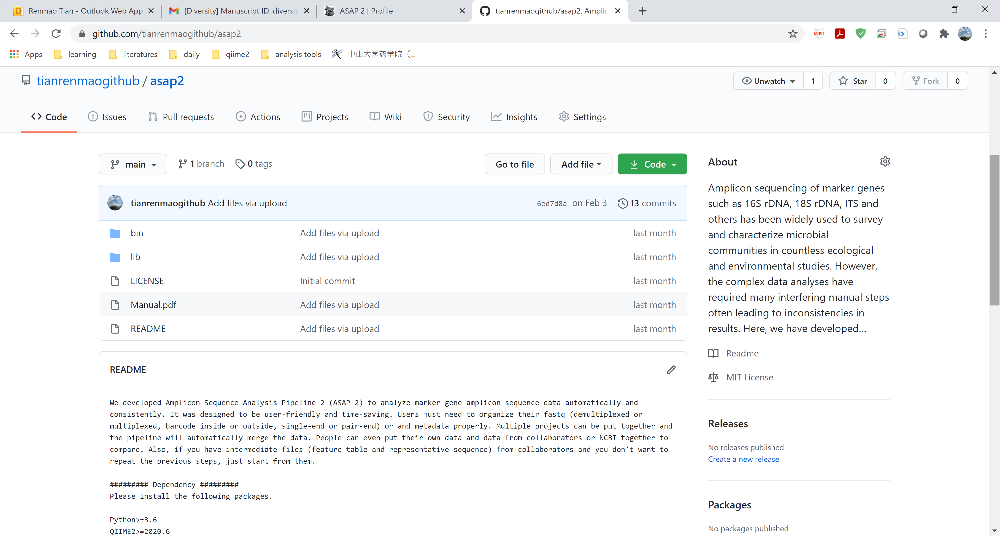 Renmao Tian - Outlook Web App
[Diversity] Manuscript ID: diversit
ASAP 2 | Profile
tianrenmaogithub/asap2: Amplic
github.com/tianrenmaogithub/asap2
Apps learning literatures daily qiime2 analysis tools 中山大学药学院（...
tianrenmaogithub / asap2
Unwatch 1 Star 0 Fork 0
Code Issues Pull requests Actions Projects Wiki Security Insights Settings
main 1 branch 0 tags Go to file Add file Code
tianrenmaogithub Add files via upload 6ed7d8a on Feb 3 13 commits
bin Add files via upload last month
lib Add files via upload last month
LICENSE Initial commit last month
Manual.pdf Add files via upload last month
README Add files via upload last month
README
We developed Amplicon Sequence Analysis Pipeline 2 (ASAP 2) to analyze marker gene amplicon sequence data automatically and
consistently. It was designed to be user-friendly and time-saving. Users just need to organize their fastq (demultiplexed or
multiplexed, barcode inside or outside, single-end or pair-end) or and metadata properly. Multiple projects can be put together and
the pipeline will automatically merge the data. People can even put their own data and data from collaborators or NCBI together to
compare. Also, if you have intermediate files (feature table and representative sequence) from collaborators and you don't want to
repeat the previous steps, just start from them.
######### Dependency #########
Please install the following packages.
Python>=3.6
QIIME2>=2020.6
About
Amplicon sequencing of marker genes
such as 16S rDNA, 18S rDNA, ITS and
others has been widely used to survey
and characterize microbial
communities in countless ecological
and environmental studies. However,
the complex data analyses have
required many interfering manual steps
often leading to inconsistencies in
results. Here, we have developed...
Readme
MIT License
Releases
No releases published
Create a new release
Packages
No packages published